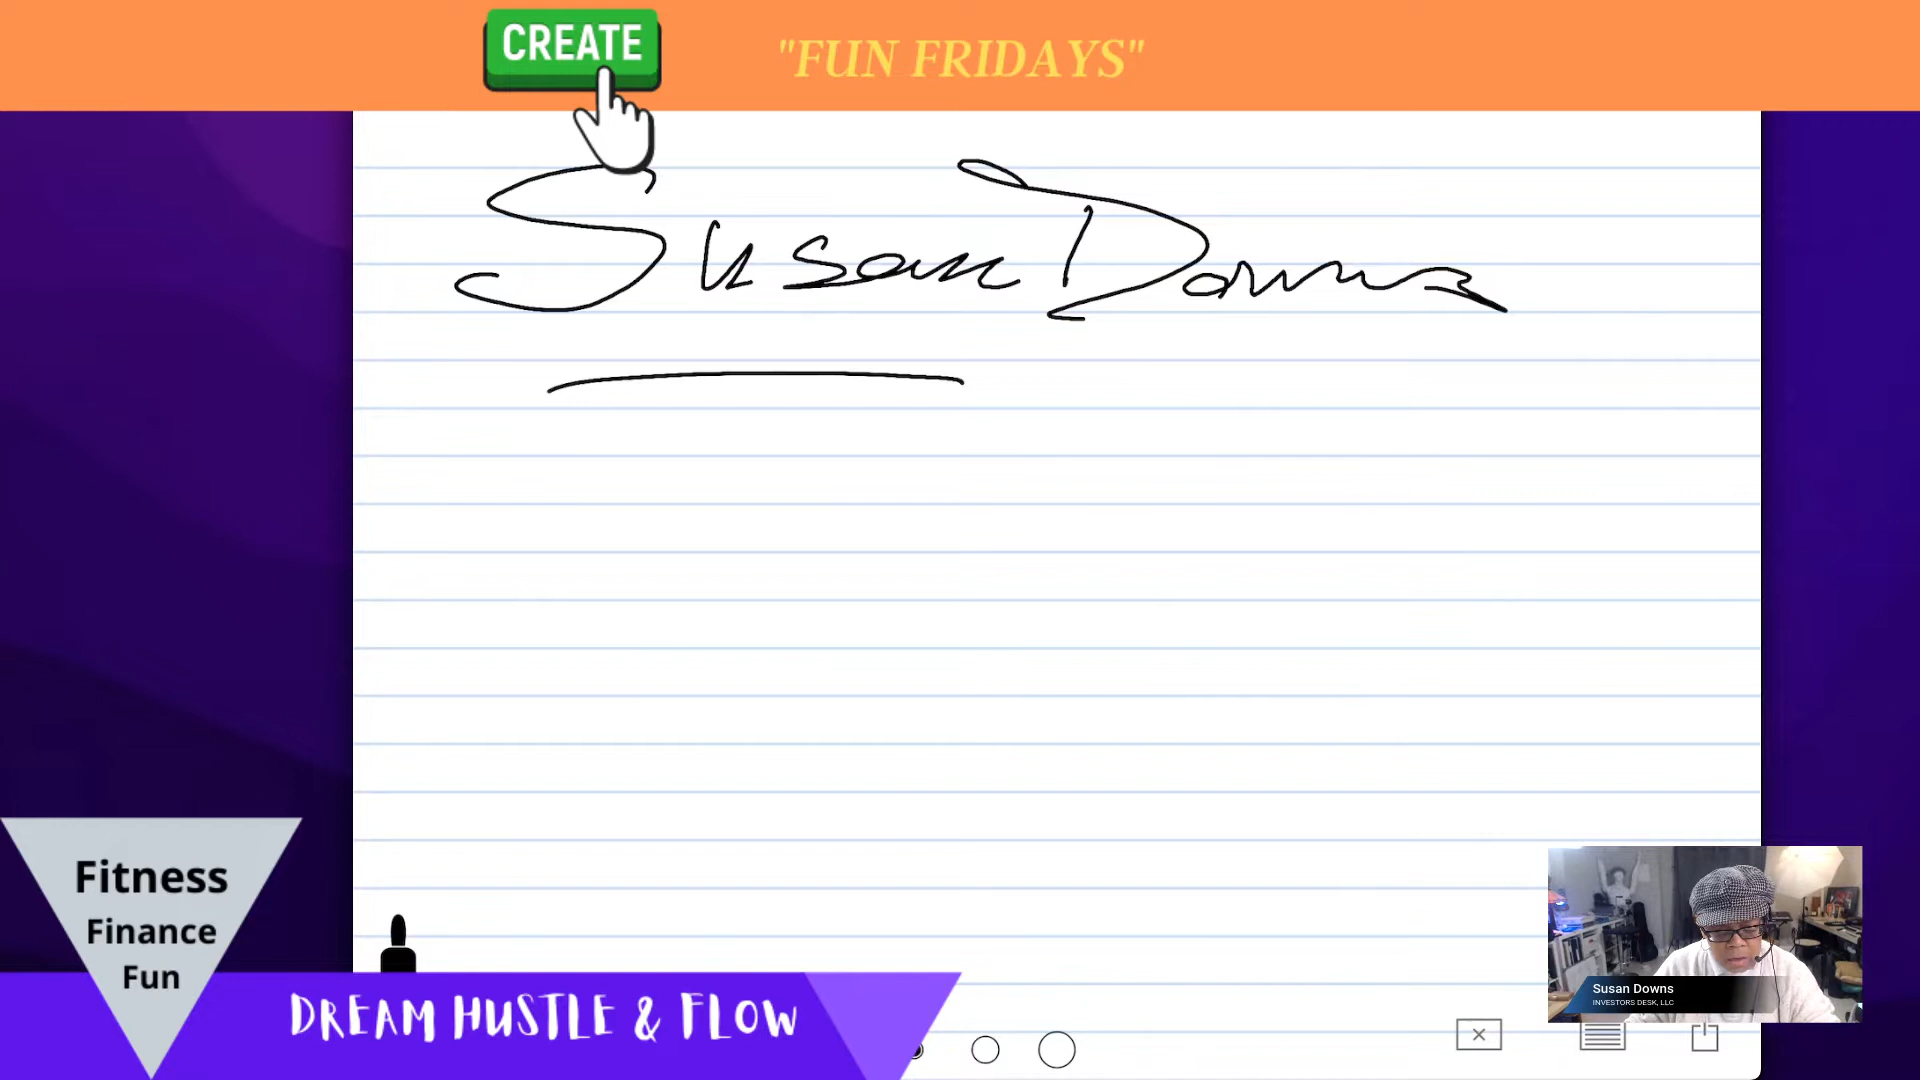 CREATE
"FUN FRIDAYS"
Susan Downs
Fitness
Finance
Fun
DREAM HUSTLE & FLOW
Susan Downs
INVESTORS DESK, LLC